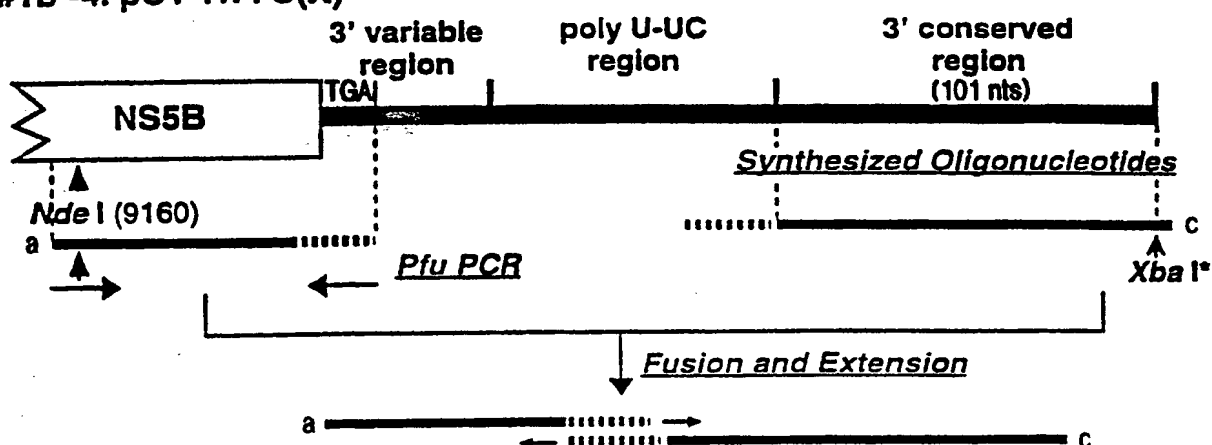 3' variable
region
poly U-UC
region
3' conserved
region
(101 nts)
TGA
NS5B
Synthesized Oligonucleotides
Nde I (9160)
a
c
Pfu PCR
Xba I*
Fusion and Extension
a
c